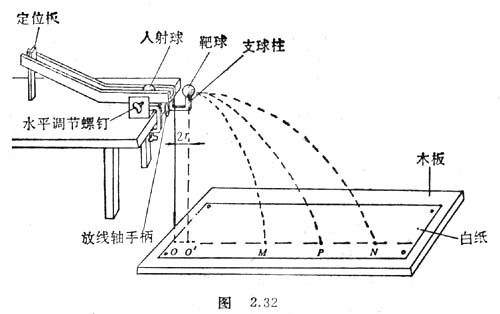 定位板
入射球
靶球
支球柱
水平调节螺钉
2r
木板
放线轴手柄
白纸
O O' M P N
图 2.32